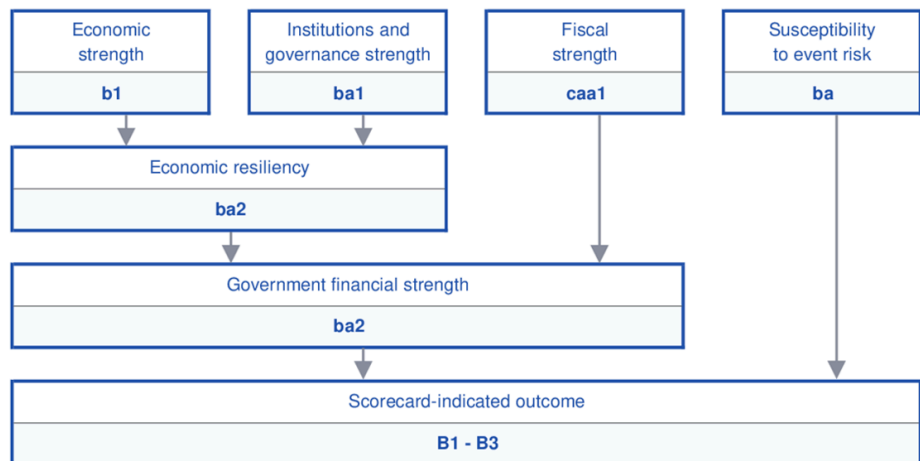 Economic
strength
b1
Institutions and
governance strength
ba1
Fiscal
strength
caa1
Susceptibility
to event risk
ba
Economic resiliency
ba2
Government financial strength
ba2
Scorecard-indicated outcome
B1 - B3